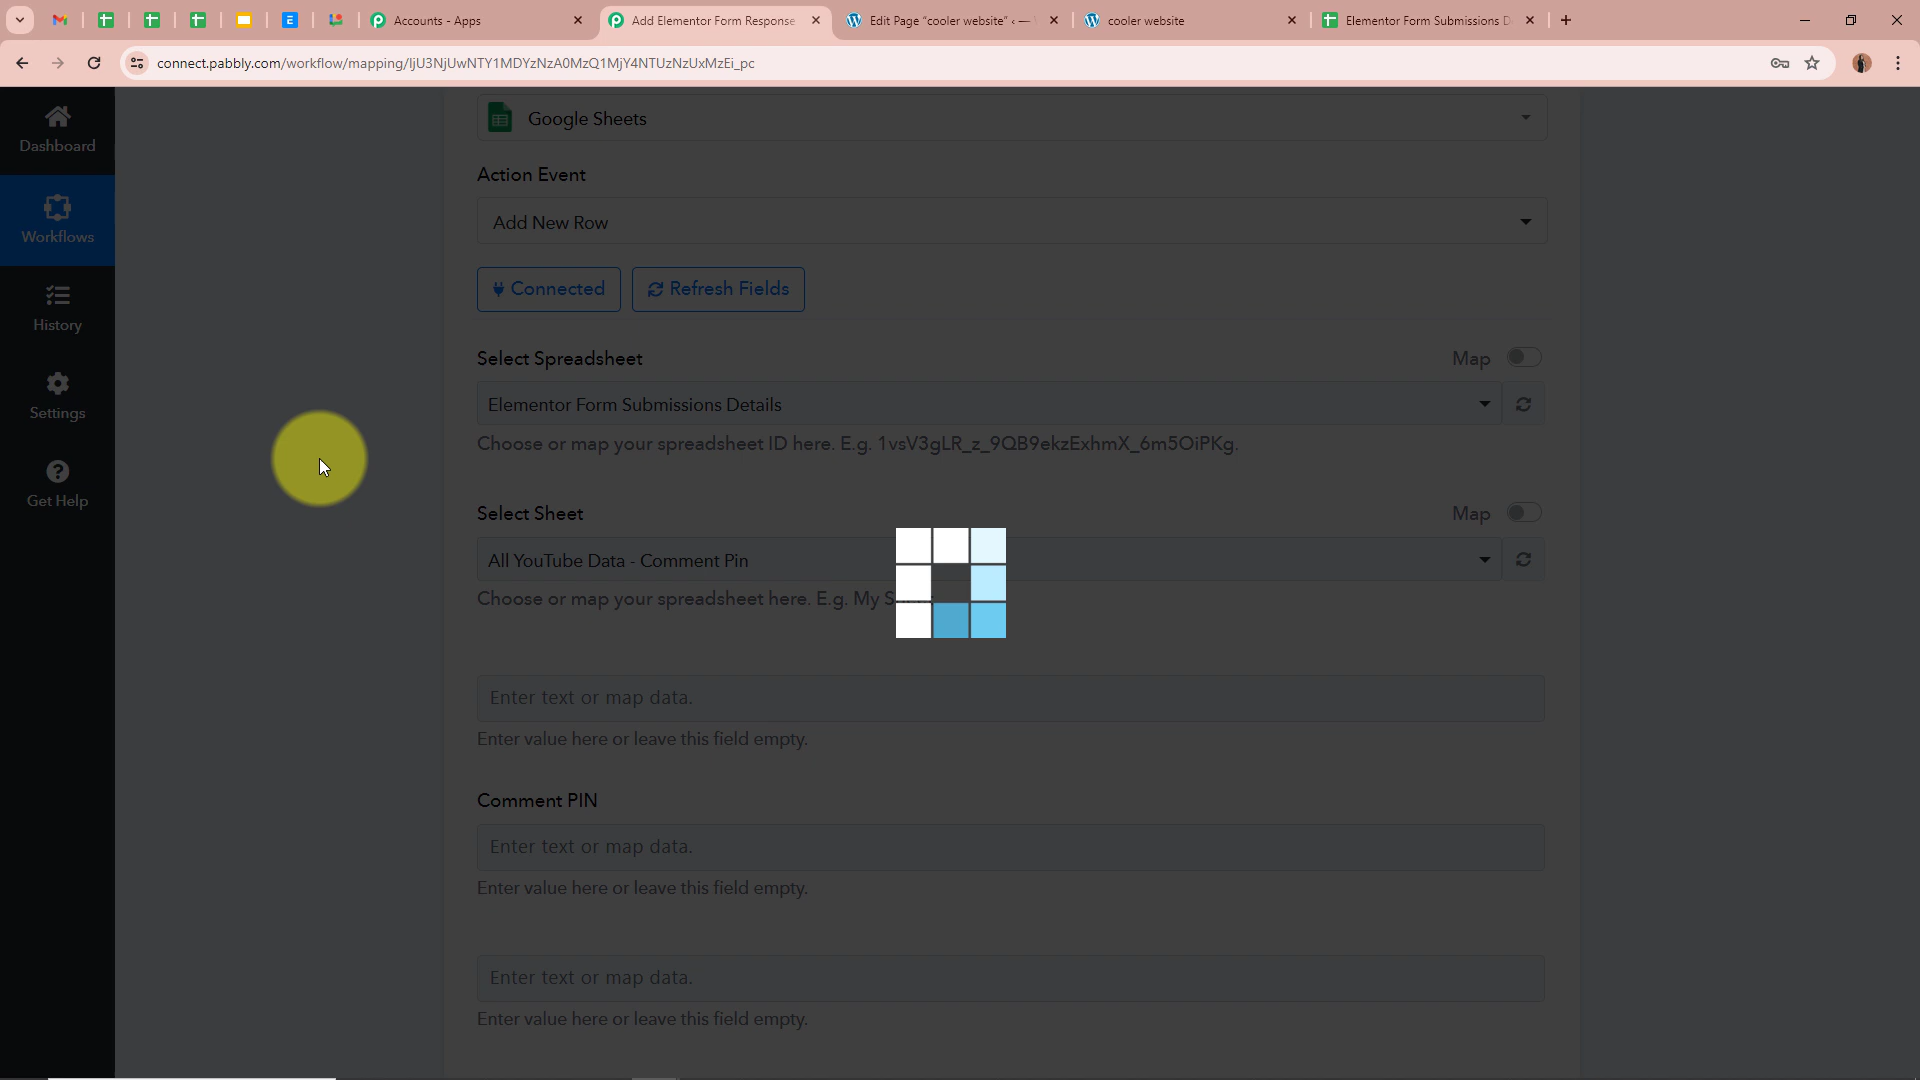 Accounts - Apps
Add Elementor Form Response
Edit Page "cooler website" ‹ —
cooler website
Elementor Form Submissions D
connect.pabbly.com/workflow/mapping/IjU3NjUwNTY1MDYzNzA0MzQ1MjY4NTUzNzUxMzEi_pc
Dashboard
Workflows
History
Settings
Get Help
Google Sheets
Action Event
Add New Row
Connected
Refresh Fields
Select Spreadsheet
Map
Elementor Form Submissions Details
Choose or map your spreadsheet ID here. E.g. 1vsV3gLR_z_9QB9ekzExhmX_6m5OiPKg.
Select Sheet
Map
All YouTube Data - Comment Pin
Choose or map your spreadsheet here. E.g. My S
Enter text or map data.
Enter value here or leave this field empty.
Comment PIN
Enter text or map data.
Enter value here or leave this field empty.
Enter text or map data.
Enter value here or leave this field empty.